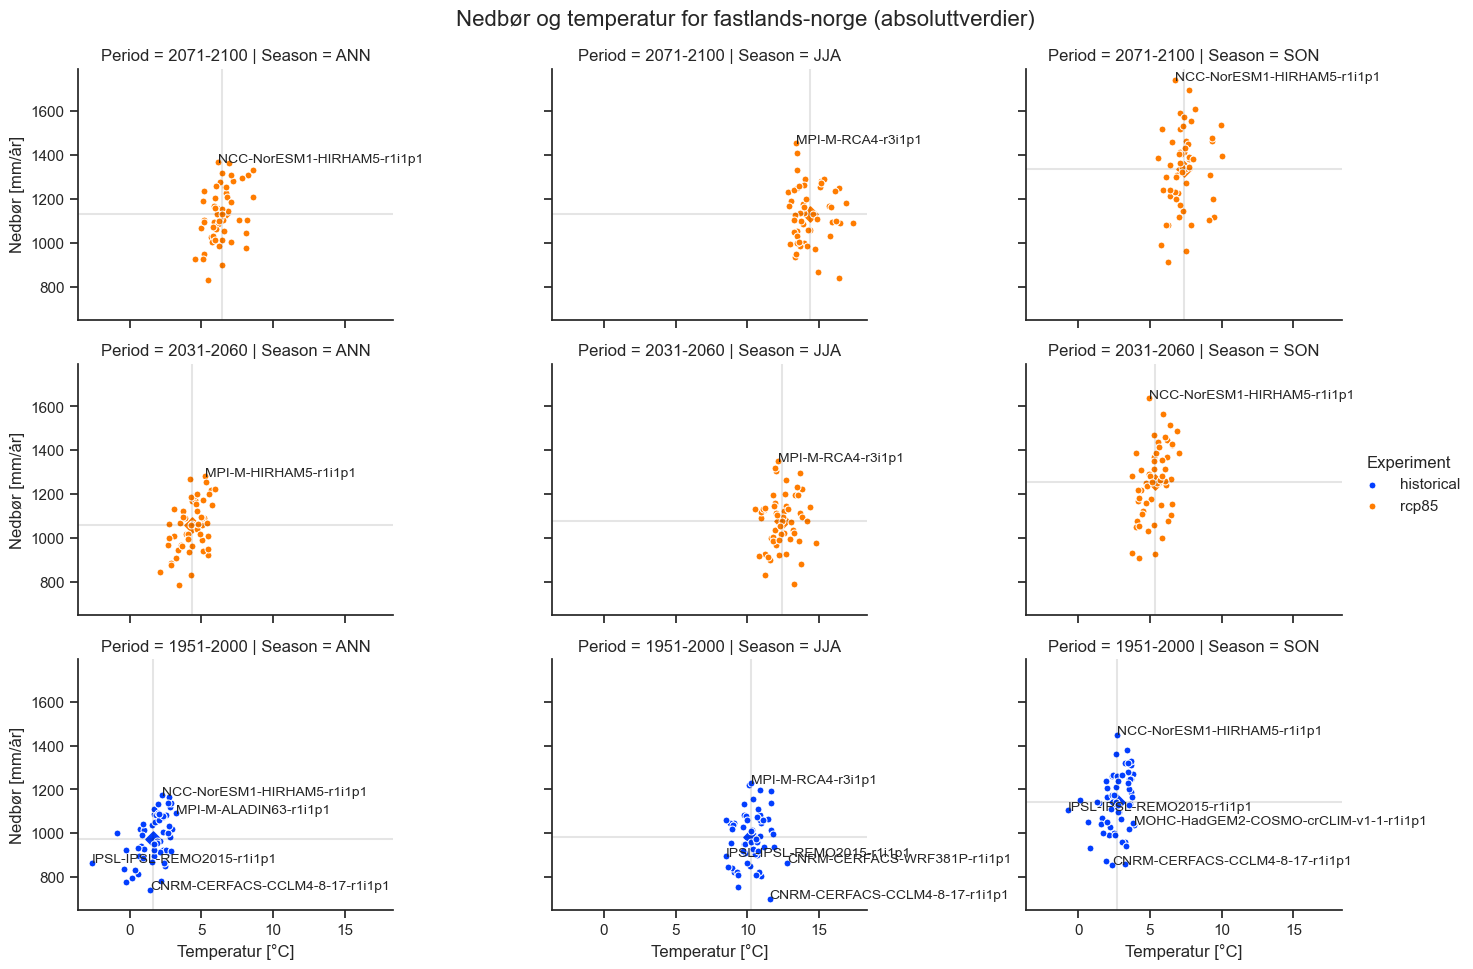 Nedbør og temperatur for fastlands-norge (absoluttverdier)
Period = 2071-2100 | Season = ANN
Period = 2071-2100 | Season = JJA
Period = 2071-2100 | Season = SON
NCC-NorESM1-HIRHAM5-r1i1p1
MPI-M-RCA4-r3i1p1
NCC-NorESM1-HIRHAM5-r1i1p1
Nedbør [mm/år]
1600
1400
1200
1000
800
Period = 2031-2060 | Season = ANN
Period = 2031-2060 | Season = JJA
Period = 2031-2060 | Season = SON
MPI-M-HIRHAM5-r1i1p1
MPI-M-RCA4-r3i1p1
NCC-NorESM1-HIRHAM5-r1i1p1
Nedbør [mm/år]
1600
1400
1200
1000
800
Experiment
historical
rcp85
Period = 1951-2000 | Season = ANN
Period = 1951-2000 | Season = JJA
Period = 1951-2000 | Season = SON
Nedbør [mm/år]
1600
1400
1200
1000
800
NCC-NorESM1-HIRHAM5-r1i1p1
MPI-M-ALADIN63-r1i1p1
IPSL-IPSL-REMO2015-r1i1p1
CNRM-CERFACS-CCLM4-8-17-r1i1p1
MPI-M-RCA4-r3i1p1
IPSL-IPSL-REMO2015-r1i1p1
CNRM-CERFACS-WRF381P-r1i1p1
CNRM-CERFACS-CCLM4-8-17-r1i1p1
NCC-NorESM1-HIRHAM5-r1i1p1
IPSL-IPSL-REMO2015-r1i1p1
MOHC-HadGEM2-COSMO-crCLIM-v1-1-r1i1p1
CNRM-CERFACS-CCLM4-8-17-r1i1p1
0 5 10 15
0 5 10 15
0 5 10 15
Temperatur [°C]
Temperatur [°C]
Temperatur [°C]